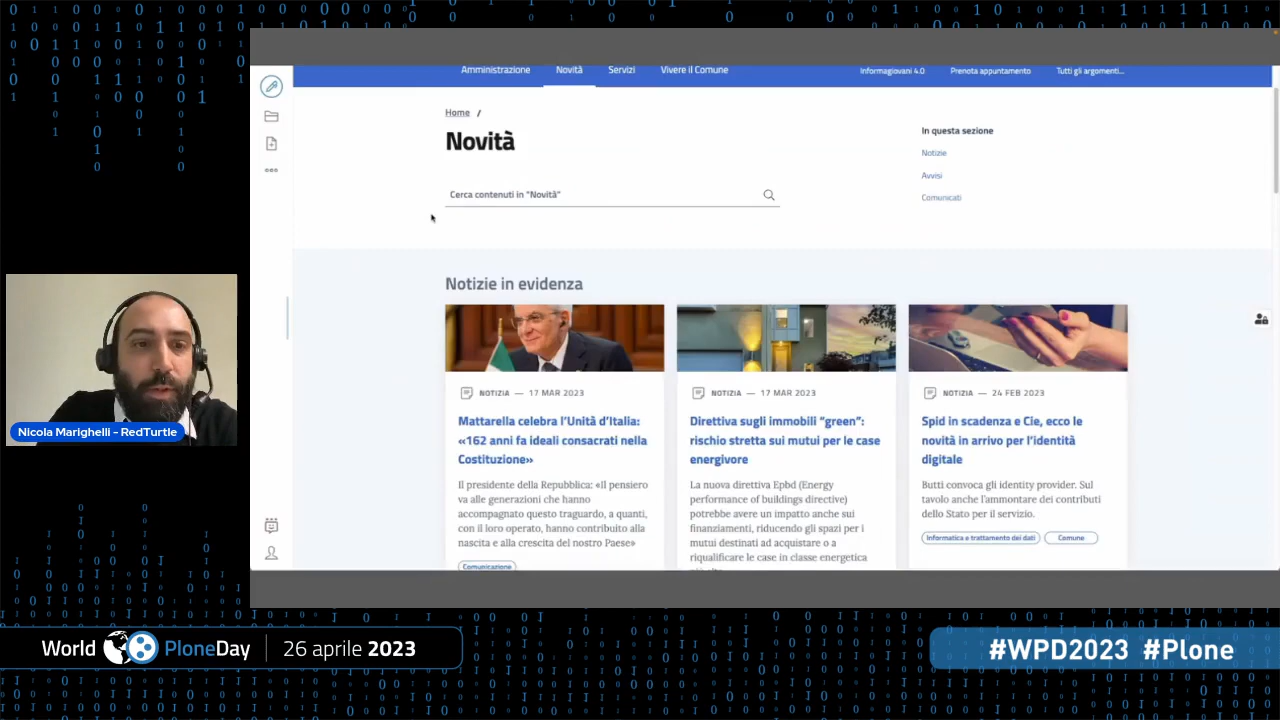 Amministrazione Novità Servizi Vivere il Comune Informagiovani 4.0 Prenota appuntamento Tutti gli argomenti...
Home /
Novità
Cerca contenuti in "Novità"
In questa sezione
Notizie
Avvisi
Comunicati
Notizie in evidenza
NOTIZIA — 17 MAR 2023
Mattarella celebra l’Unità d’Italia:
«162 anni fa ideali consacrati nella
Costituzione»
Il presidente della Repubblica: «Il pensiero
va alle generazioni che hanno
accompagnato questo traguardo, a quanti,
con il loro operato, hanno contribuito alla
nascita e alla crescita del nostro Paese»
Comunicazione
NOTIZIA — 17 MAR 2023
Direttiva sugli immobili “green”:
rischio stretta sui mutui per le case
energivore
La nuova direttiva Epbd (Energy
performance of buildings directive)
potrebbe avere un impatto anche sui
finanziamenti, riducendo gli spazi per i
mutui destinati ad acquistare o a
riqualificare le case in classe energetica
NOTIZIA — 24 FEB 2023
Spid in scadenza e Cie, ecco le
novità in arrivo per l’identità
digitale
Butti convoca gli identity provider. Sul
tavolo anche l’ammontare dei contributi
dello Stato per il servizio.
Informatica e trattamento dei dati Comune
Nicola Marighelli - RedTurtle
World PloneDay 26 aprile 2023
#WPD2023 #Plone